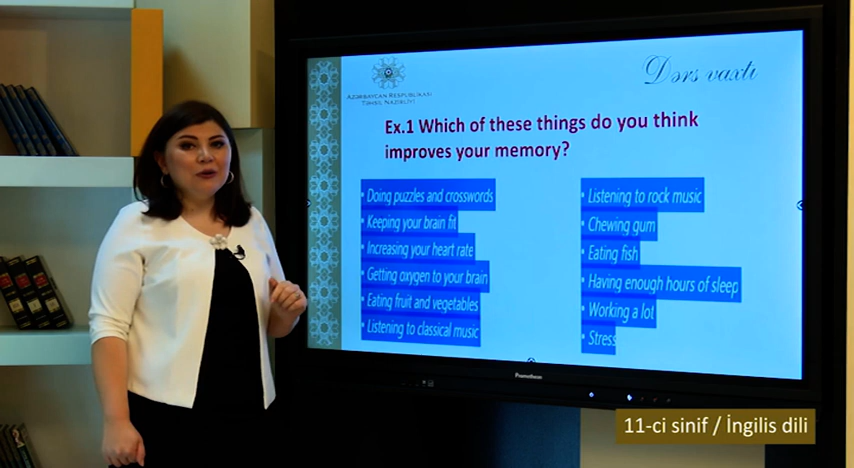 AZƏRBAYCAN RESPUBLİKASI
TƏHSİL NAZİRLİYİ
Dərs vaxtı
Ex.1 Which of these things do you think
improves your memory?
• Doing puzzles and crosswords
• Keeping your brain fit
• Increasing your heart rate
• Getting oxygen to your brain
• Eating fruit and vegetables
• Listening to classical music
• Listening to rock music
• Chewing gum
• Eating fish
• Having enough hours of sleep
• Working a lot
• Stress
Promethean
11-ci sinif / İngilis dili